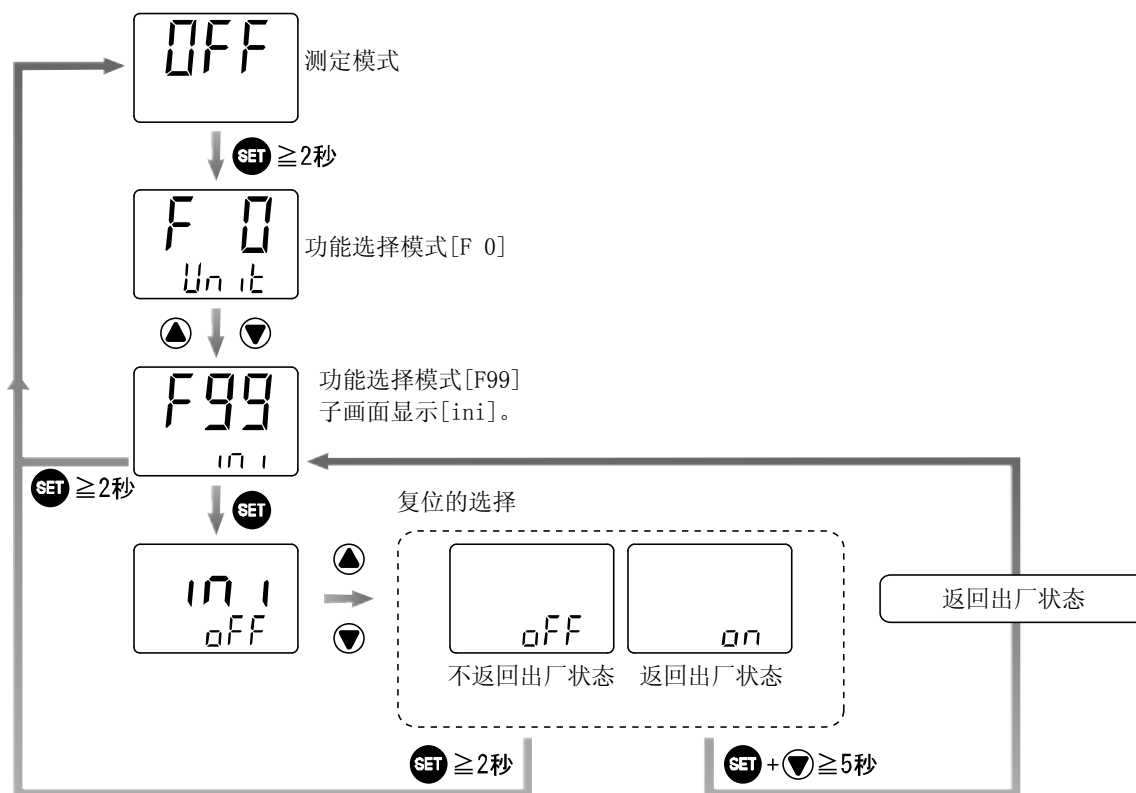 OFF
测定模式
SET ≧2秒
F 0
Unit
功能选择模式[F 0]
F99
ini
功能选择模式[F99]
子画面显示[ini]。
SET ≧2秒
SET
复位的选择
ini
oFF
oFF
on
返回出厂状态
不返回出厂状态
返回出厂状态
SET ≧2秒
SET + ▼ ≧5秒